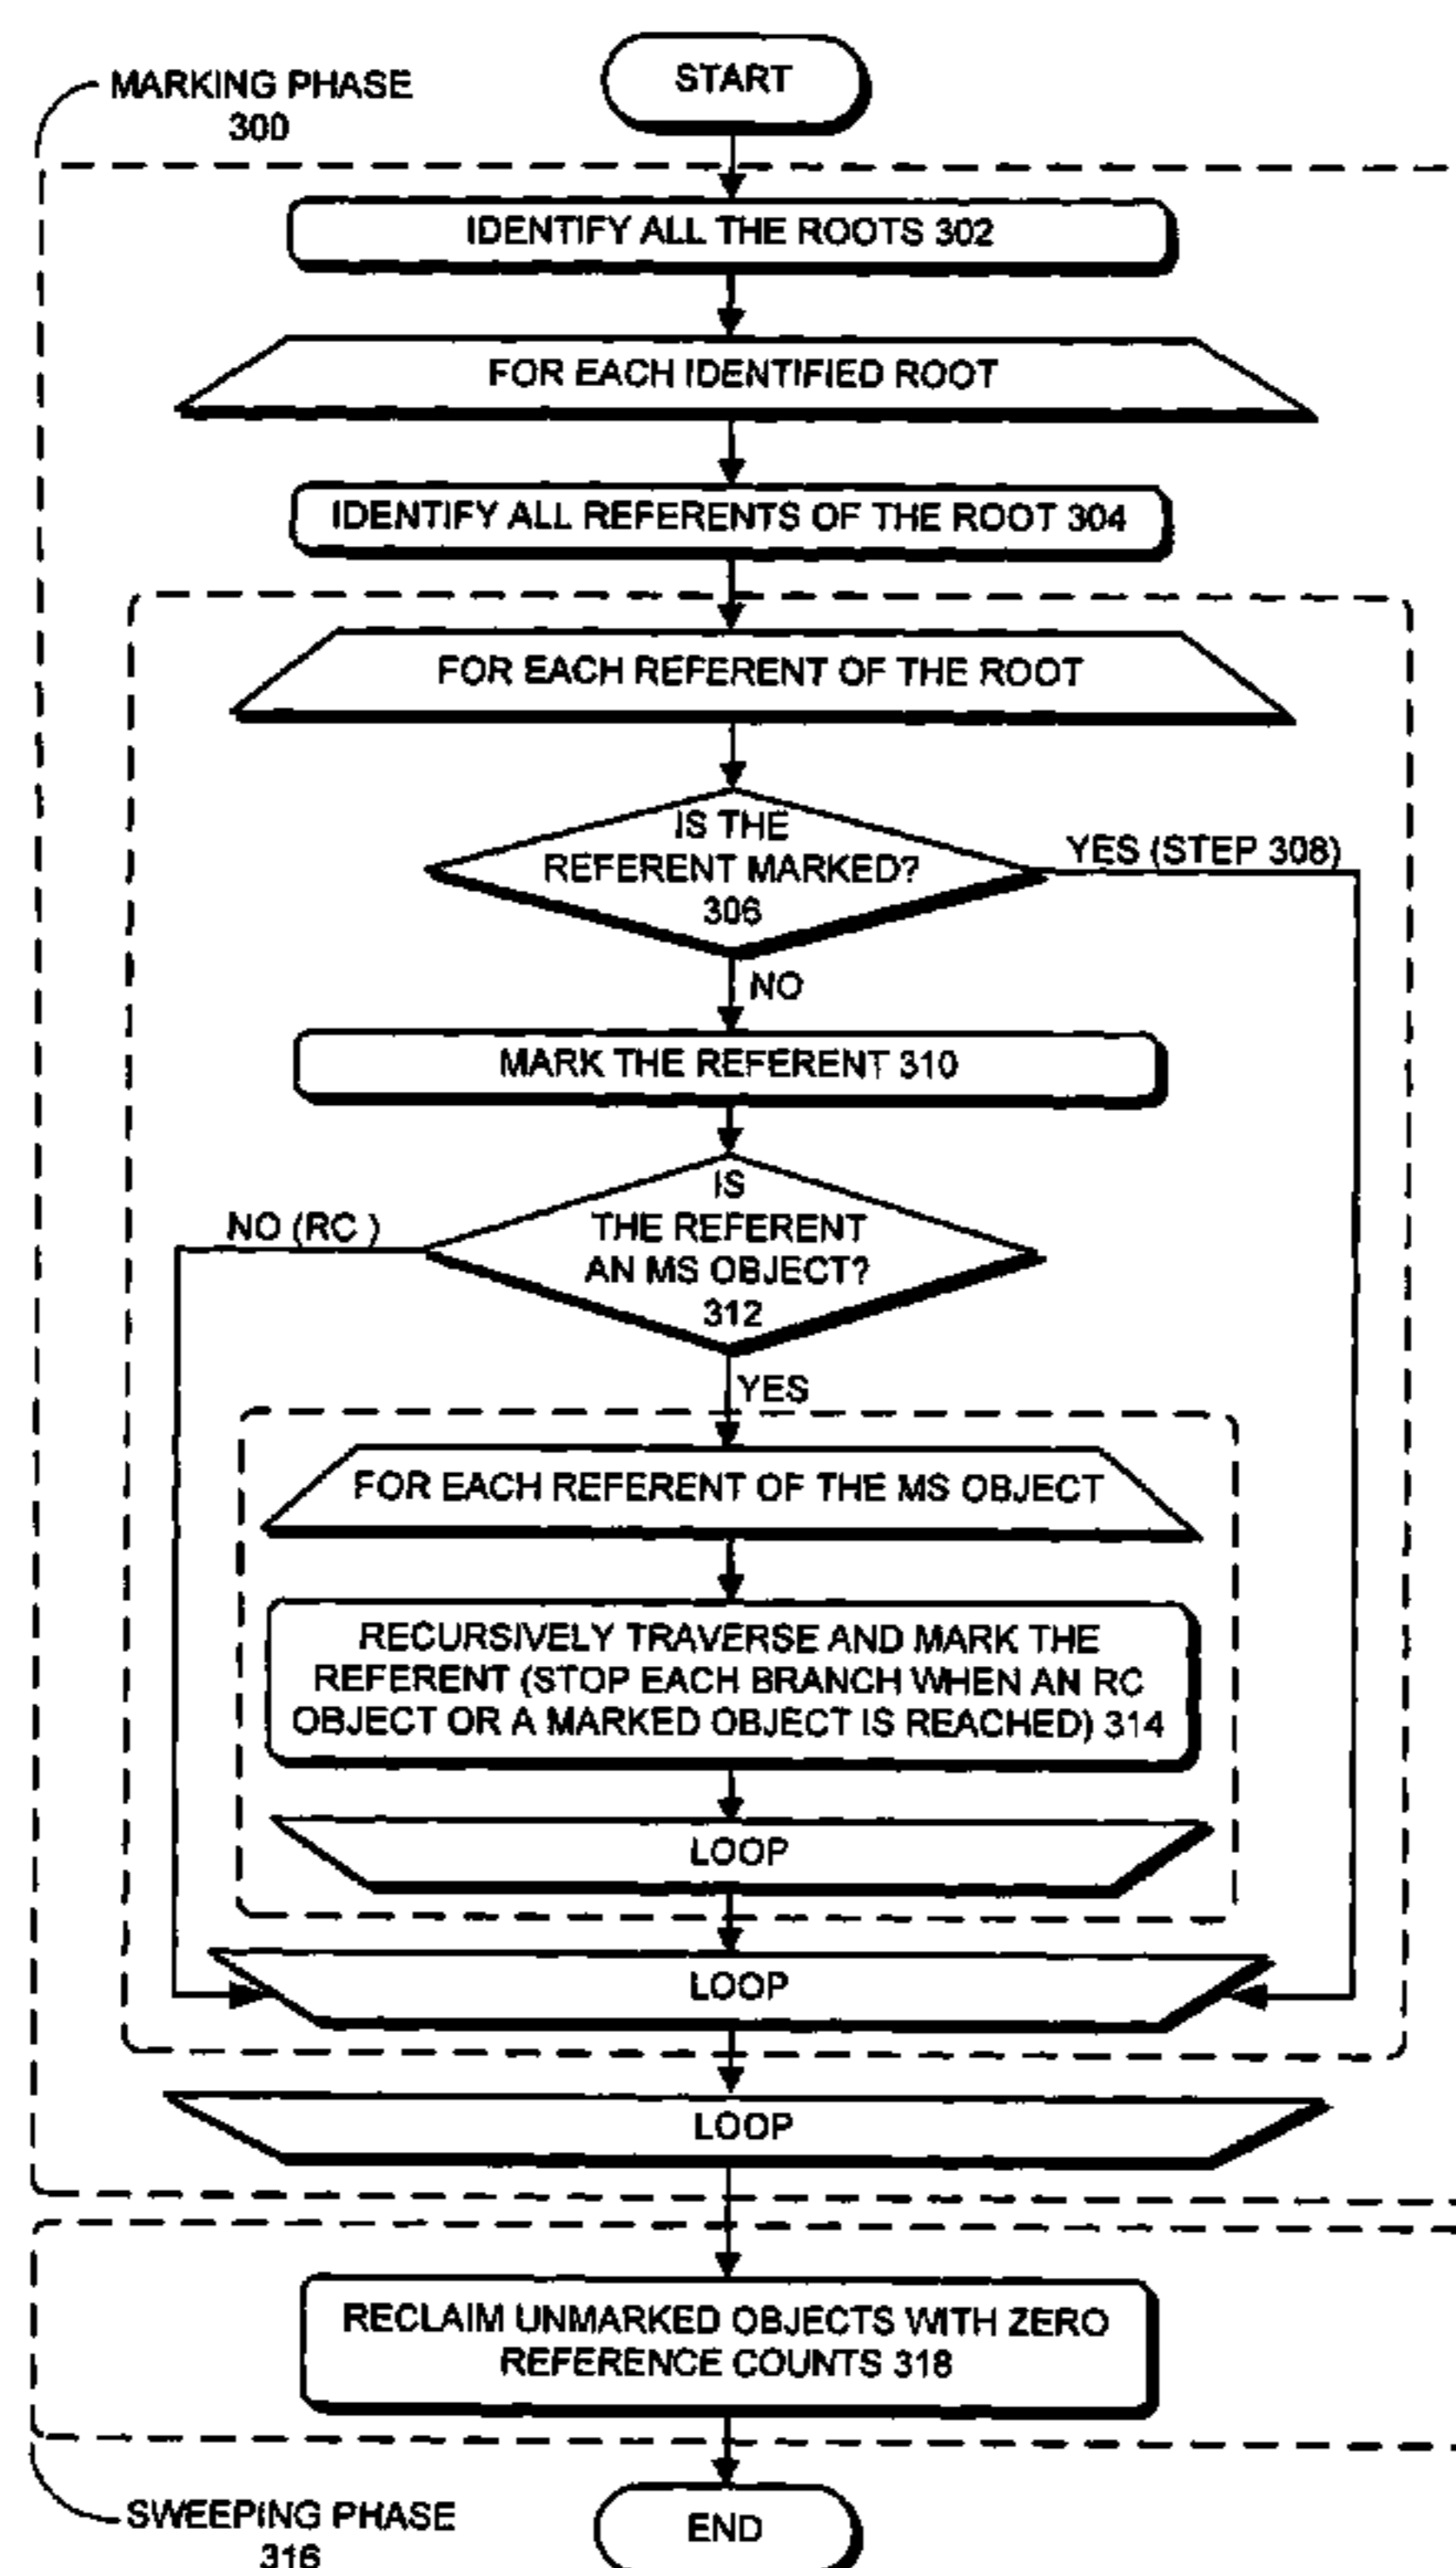 START
MARKING PHASE
300
IDENTIFY ALL THE ROOTS 302
FOR EACH IDENTIFIED ROOT
IDENTIFY ALL REFERENTS OF THE ROOT 304
FOR EACH REFERENT OF THE ROOT
IS THE
REFERENT MARKED?
306
YES (STEP 308)
NO
MARK THE REFERENT 310
IS
THE REFERENT
AN MS OBJECT?
312
NO (RC )
YES
FOR EACH REFERENT OF THE MS OBJECT
RECURSIVELY TRAVERSE AND MARK THE
REFERENT (STOP EACH BRANCH WHEN AN RC
OBJECT OR A MARKED OBJECT IS REACHED) 314
LOOP
LOOP
LOOP
RECLAIM UNMARKED OBJECTS WITH ZERO
REFERENCE COUNTS 318
SWEEPING PHASE
316
END